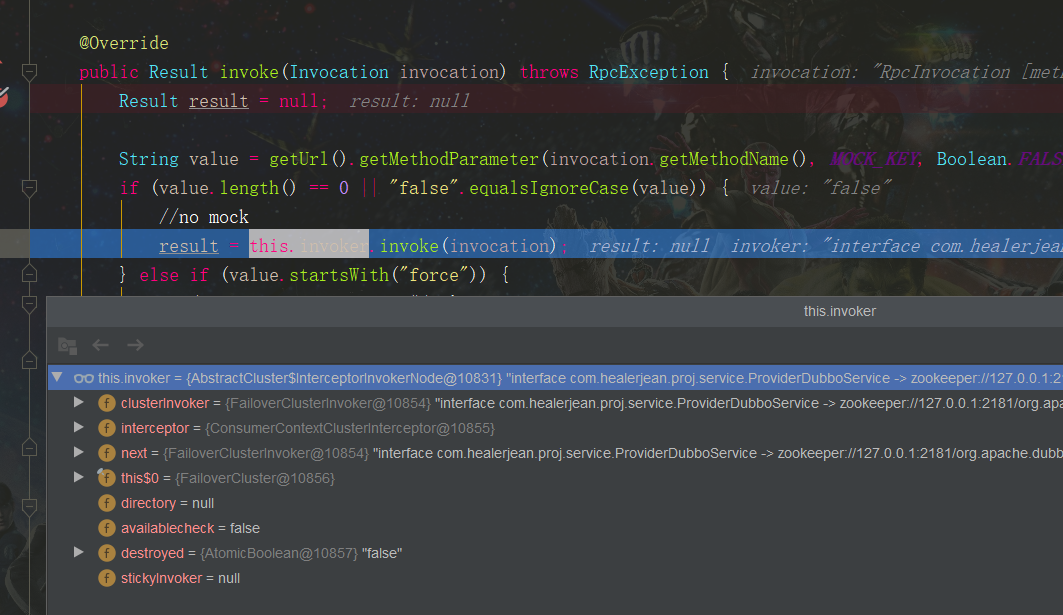 @Override
public Result invoke(Invocation invocation) throws RpcException {  invocation: "RpcInvocation [met
Result result = null;  result: null
String value = getUrl().getMethodParameter(invocation.getMethodName(), MOCK_KEY, Boolean.FALS
if (value.length() == 0 || "false".equalsIgnoreCase(value)) {  value: "false"
//no mock
result = this.invoker.invoke(invocation);  result: null  invoker: "interface com.healerjea
} else if (value.startsWith("force")) {
this.invoker
this.invoker = {AbstractCluster$InterceptorInvokerNode@10831} "interface com.healerjean.proj.service.ProviderDubboService -> zookeeper://127.0.0.1:2
clusterInvoker = {FailoverClusterInvoker@10854} "interface com.healerjean.proj.service.ProviderDubboService -> zookeeper://127.0.0.1:2181/org.apa
interceptor = {ConsumerContextClusterInterceptor@10855}
next = {FailoverClusterInvoker@10854} "interface com.healerjean.proj.service.ProviderDubboService -> zookeeper://127.0.0.1:2181/org.apache.dubb
this$0 = {FailoverCluster@10856}
directory = null
availablecheck = false
destroyed = {AtomicBoolean@10857} "false"
stickyInvoker = null